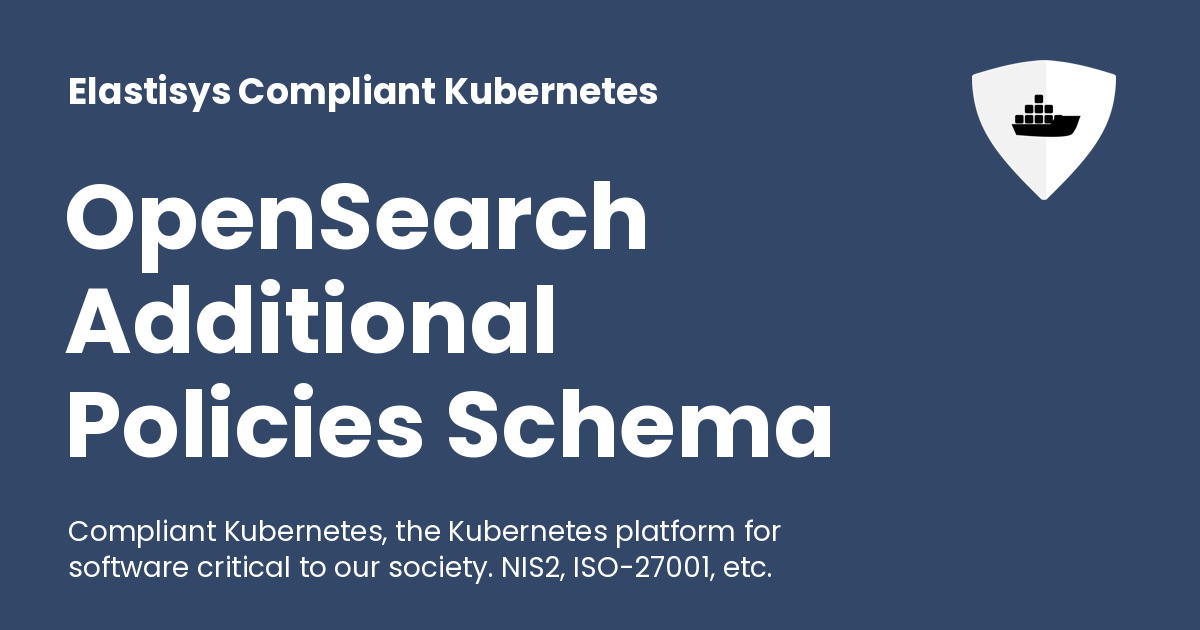 Elastisys Compliant Kubernetes
OpenSearch
Additional
Policies Schema
Compliant Kubernetes, the Kubernetes platform for
software critical to our society. NIS2, ISO-27001, etc.